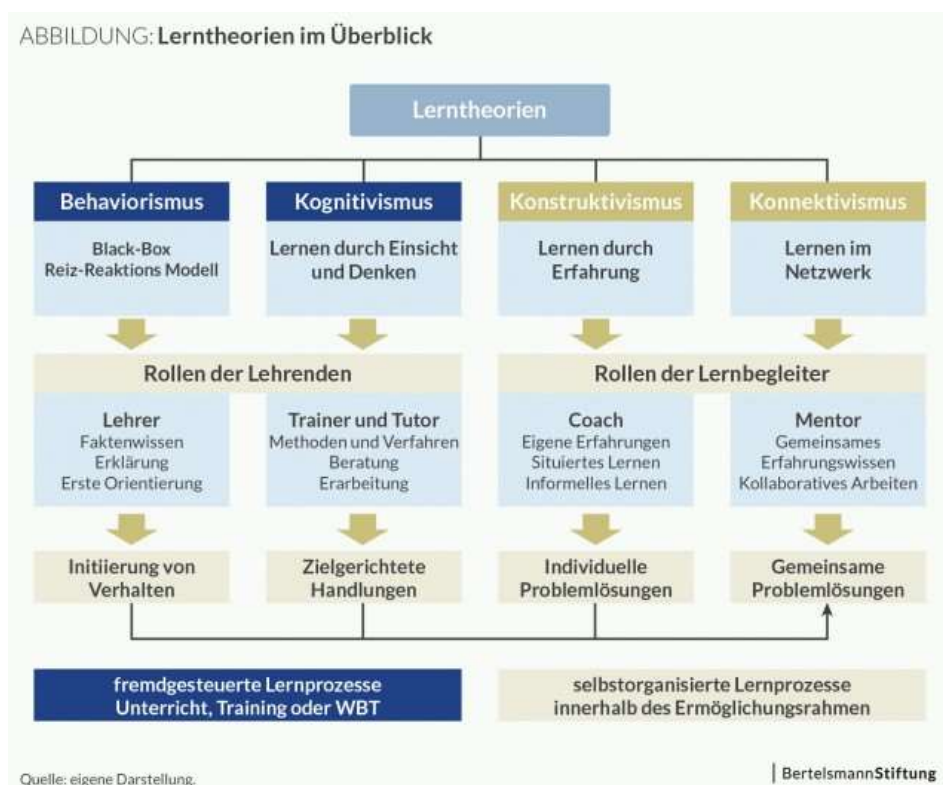 ABBILDUNG: Lerntheorien im Überblick
Lerntheorien
Behaviorismus
Black-Box
Reiz-Reaktions Modell
Kognitivismus
Lernen durch Einsicht
und Denken
Konstruktivismus
Lernen durch
Erfahrung
Konnektivismus
Lernen im
Netzwerk
Rollen der Lehrenden
Rollen der Lernbegleiter
Lehrer
Faktenwissen
Erklärung
Erste Orientierung
Trainer und Tutor
Methoden und Verfahren
Beratung
Erarbeitung
Coach
Eigene Erfahrungen
Situiertes Lernen
Informelles Lernen
Mentor
Gemeinsames
Erfahrungswissen
Kollaboratives Arbeiten
Initiierung von
Verhalten
Zielgerichtete
Handlungen
Individuelle
Problemlösungen
Gemeinsame
Problemlösungen
fremdgesteuerte Lernprozesse
Unterricht, Training oder WBT
selbstorganisierte Lernprozesse
innerhalb des Ermöglichungsrahmen
Quelle: eigene Darstellung.
BertelsmannStiftung